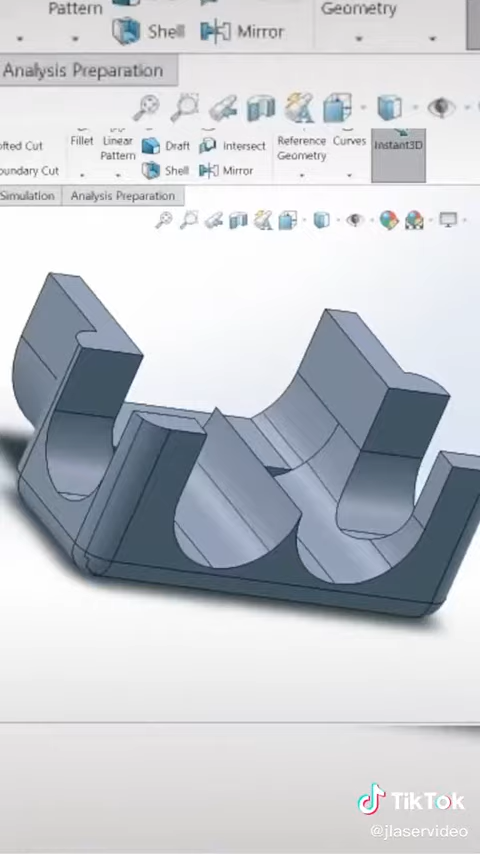 Pattern
Geometry
Shell
Mirror
Analysis Preparation
ofted Cut
Fillet
Linear
Pattern
Draft
Intersect
Reference
Geometry
Curves
Instant3D
oundary Cut
Shell
Mirror
Simulation
Analysis Preparation
TikTok
@jlaservideo